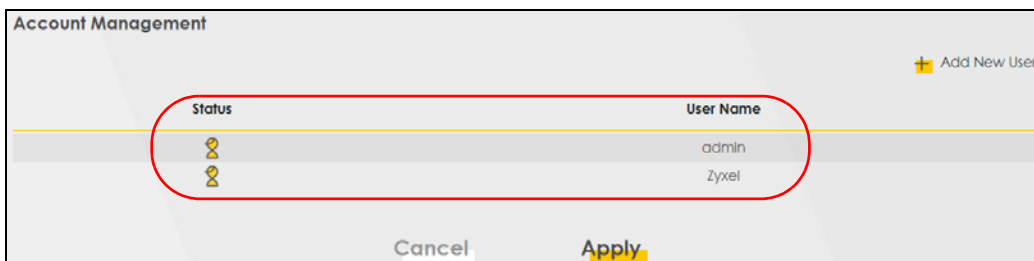 Account Management
Add New User
Status User Name
admin
Zyxel
Cancel Apply